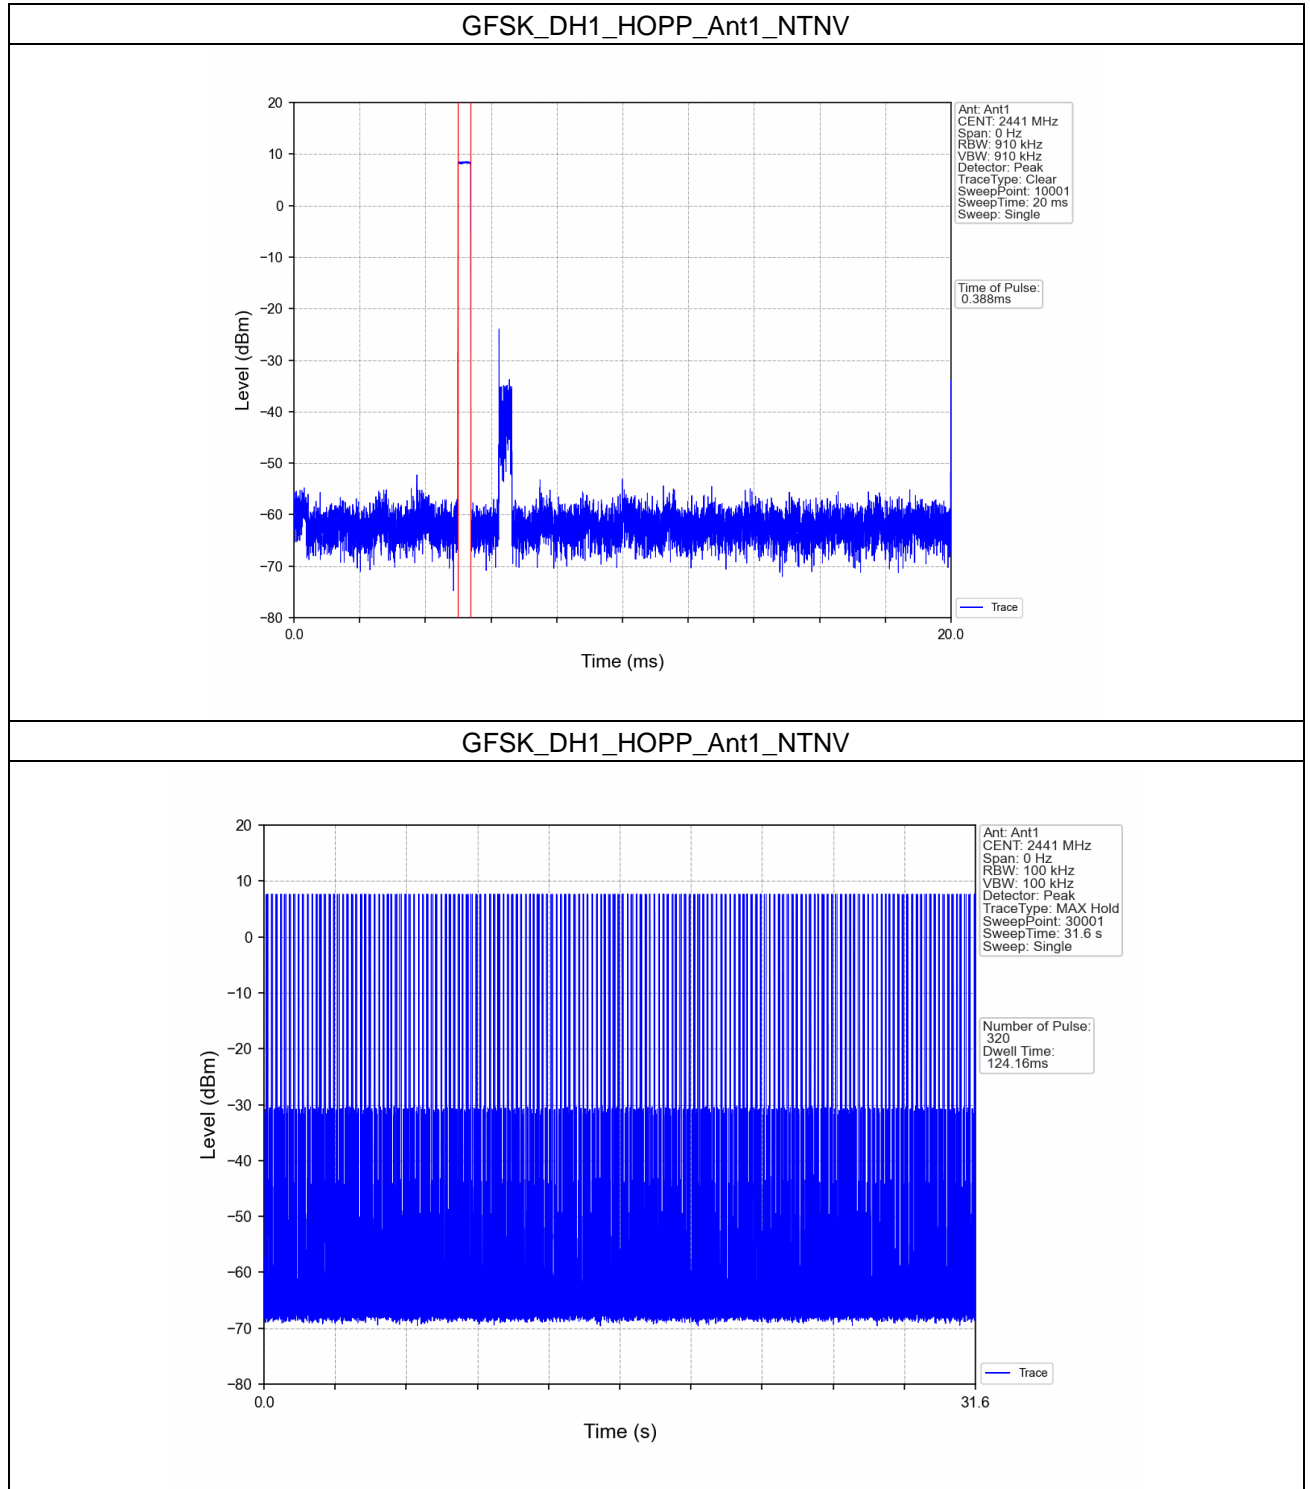 GFSK_DH1_HOPP_Ant1_NTNV
20
10
0
−10
−20
−30
−40
−50
−60
−70
−80
Level (dBm)
0.0
20.0
Time (ms)
Ant: Ant1
CENT: 2441 MHz
Span: 0 Hz
RBW: 910 kHz
VBW: 910 kHz
Detector: Peak
TraceType: Clear
SweepPoint: 10001
SweepTime: 20 ms
Sweep: Single
Time of Pulse:
0.388ms
Trace
GFSK_DH1_HOPP_Ant1_NTNV
20
10
0
−10
−20
−30
−40
−50
−60
−70
−80
Level (dBm)
0.0
31.6
Time (s)
Ant: Ant1
CENT: 2441 MHz
Span: 0 Hz
RBW: 100 kHz
VBW: 100 kHz
Detector: Peak
TraceType: MAX Hold
SweepPoint: 30001
SweepTime: 31.6 s
Sweep: Single
Number of Pulse:
320
Dwell Time:
124.16ms
Trace